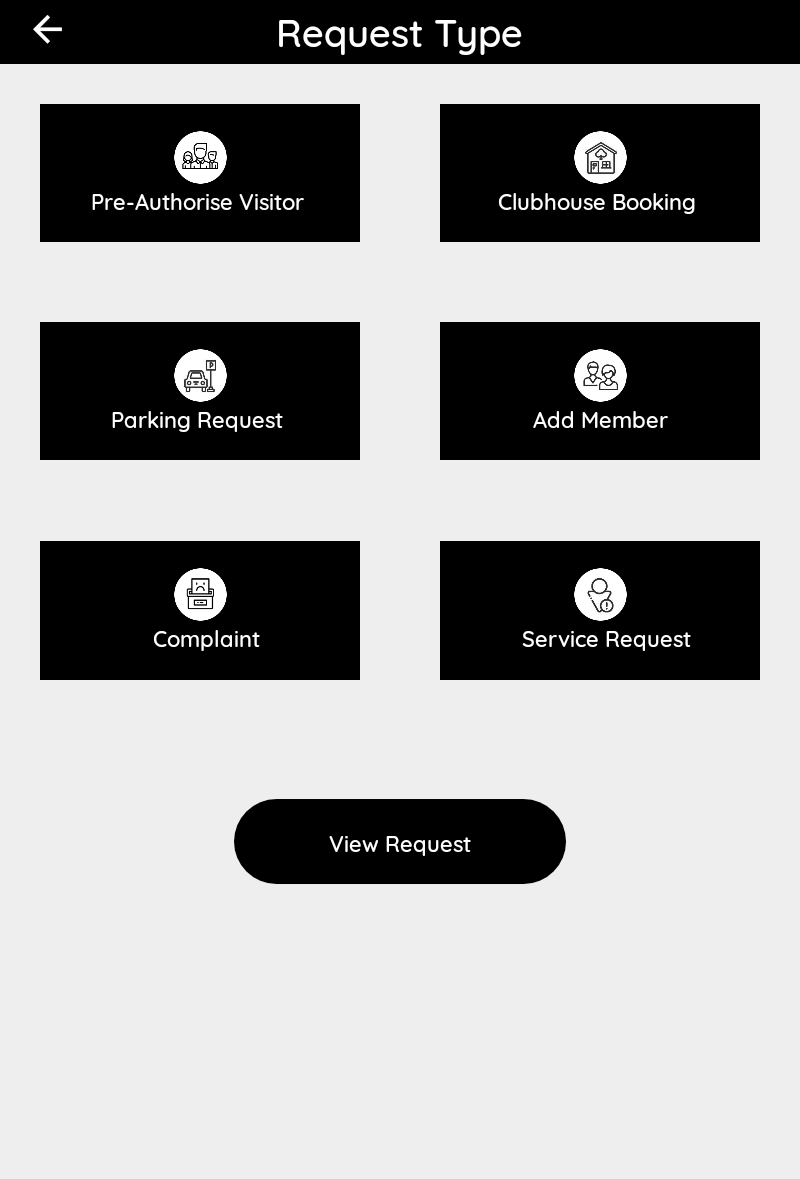 Request Type
Pre-Authorise Visitor
Clubhouse Booking
Parking Request
Add Member
Complaint
Service Request
View Request